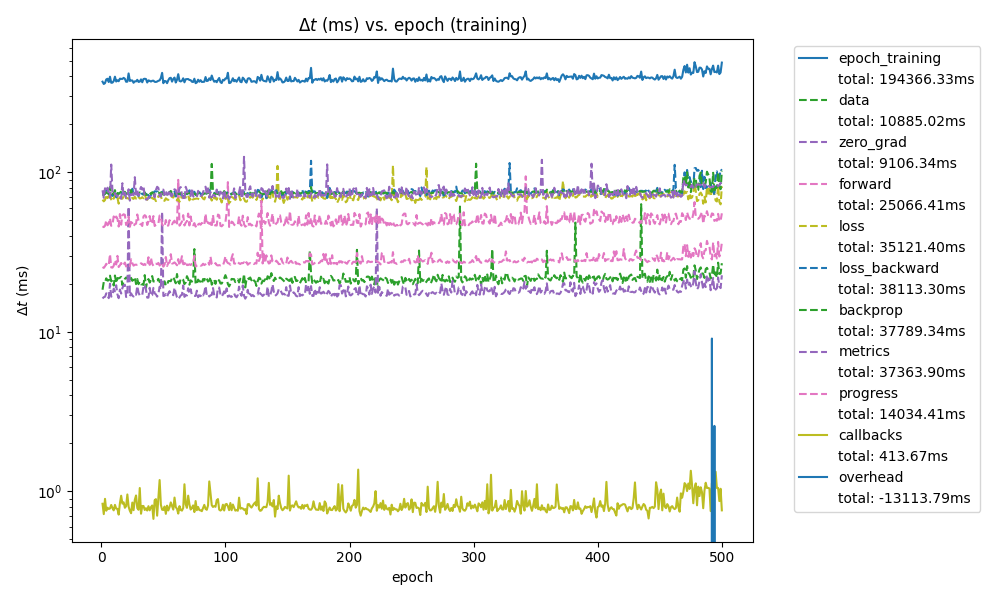 Δt (ms) vs. epoch (training)
Δt (ms)
10²
10¹
10⁰
0 100 200 300 400 500
epoch
epoch_training
total: 194366.33ms
data
total: 10885.02ms
zero_grad
total: 9106.34ms
forward
total: 25066.41ms
loss
total: 35121.40ms
loss_backward
total: 38113.30ms
backprop
total: 37789.34ms
metrics
total: 37363.90ms
progress
total: 14034.41ms
callbacks
total: 413.67ms
overhead
total: -13113.79ms